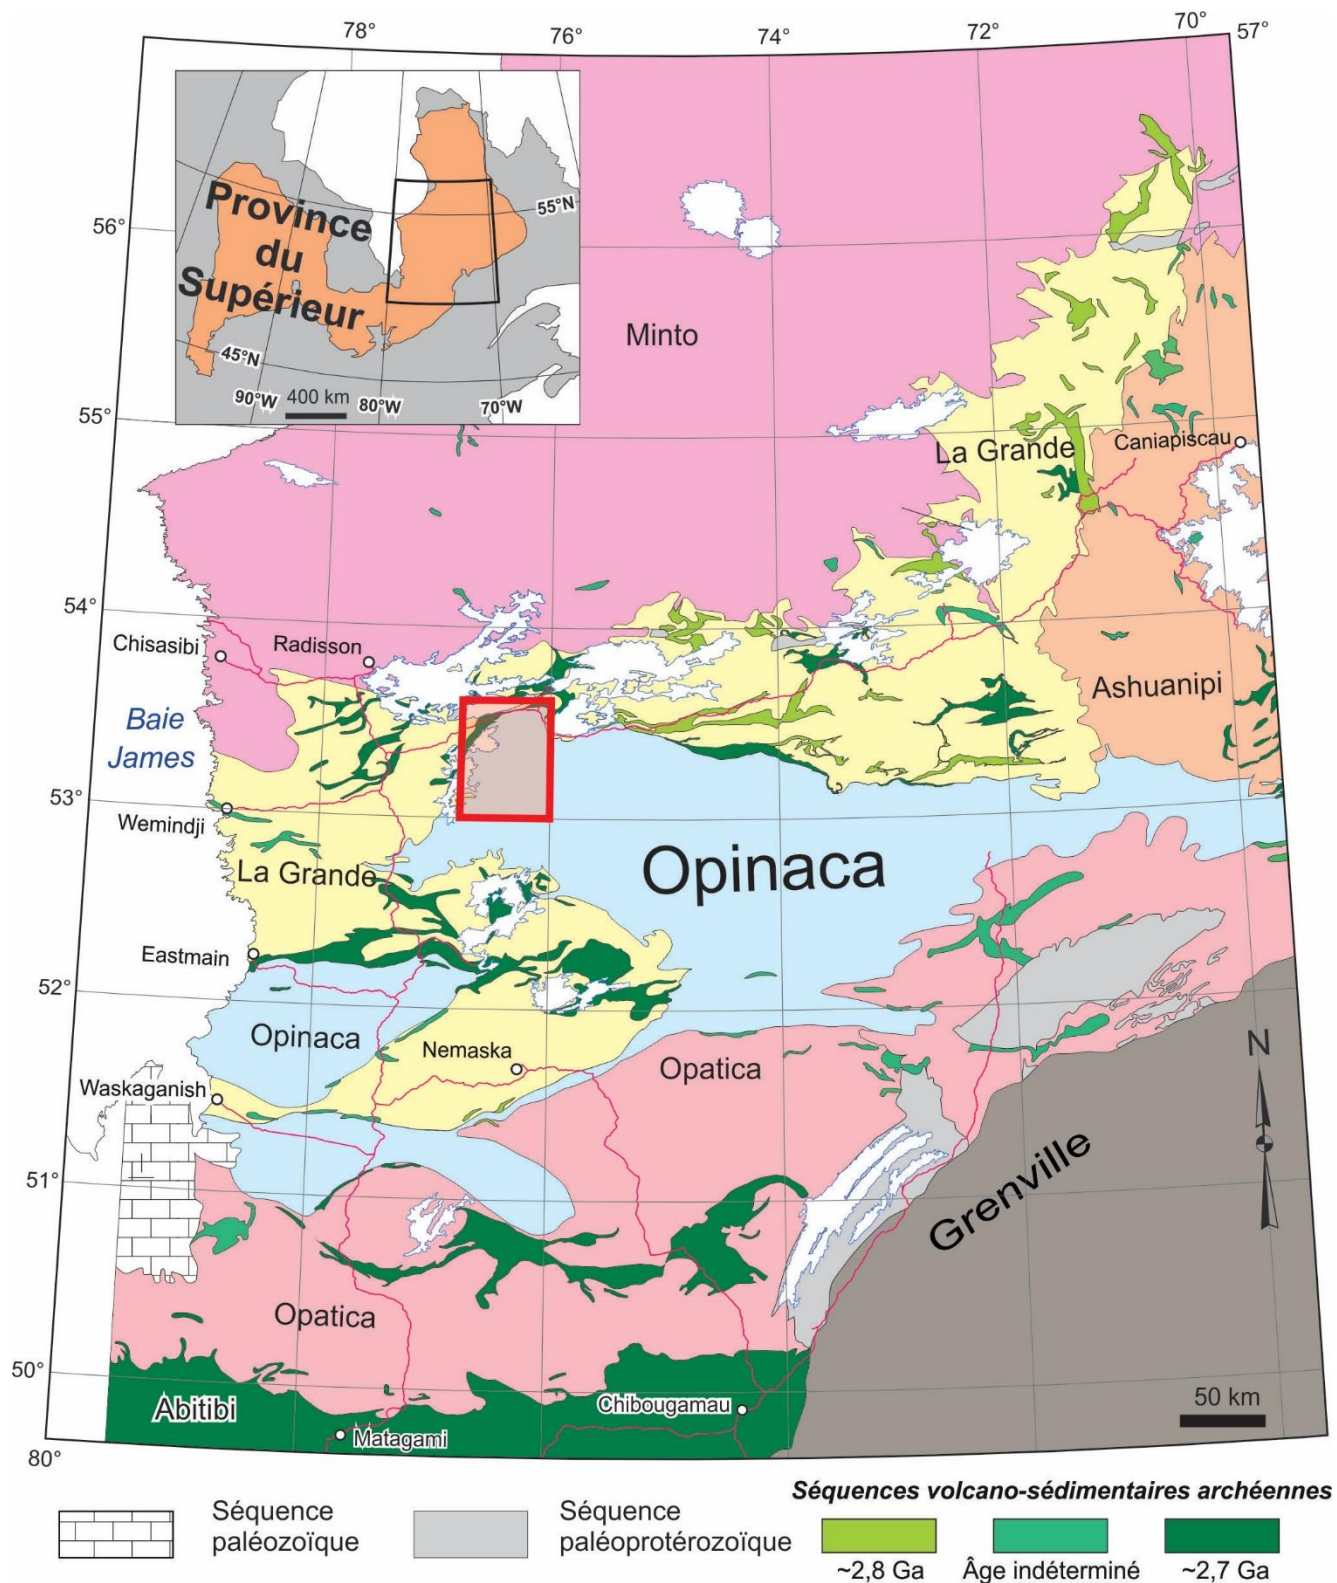 78°
76°
74°
72°
70°
57°
Province
du
Supérieur
55°N
45°N
90°W
400 km
80°W
70°W
56°
Minto
55°
La Grande
Caniapiscau
54°
Chisasibi
Radisson
Ashuanipi
Baie
James
53°
Wemindji
La Grande
Opinaca
Eastmain
52°
Opinaca
Nemaska
Opatica
N
Waskaganish
51°
Grenville
Opatica
50°
Abitibi
Chibougamau
50 km
Matagami
80°
Séquence
paléozoïque
Séquence
paléoprotérozoïque
Séquences volcano-sédimentaires archéennes
~2,8 Ga
Âge indéterminé
~2,7 Ga